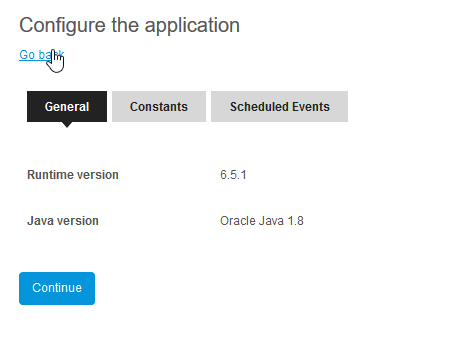 Configure the application
Go back
General Constants Scheduled Events
Runtime version 6.5.1
Java version Oracle Java 1.8
Continue